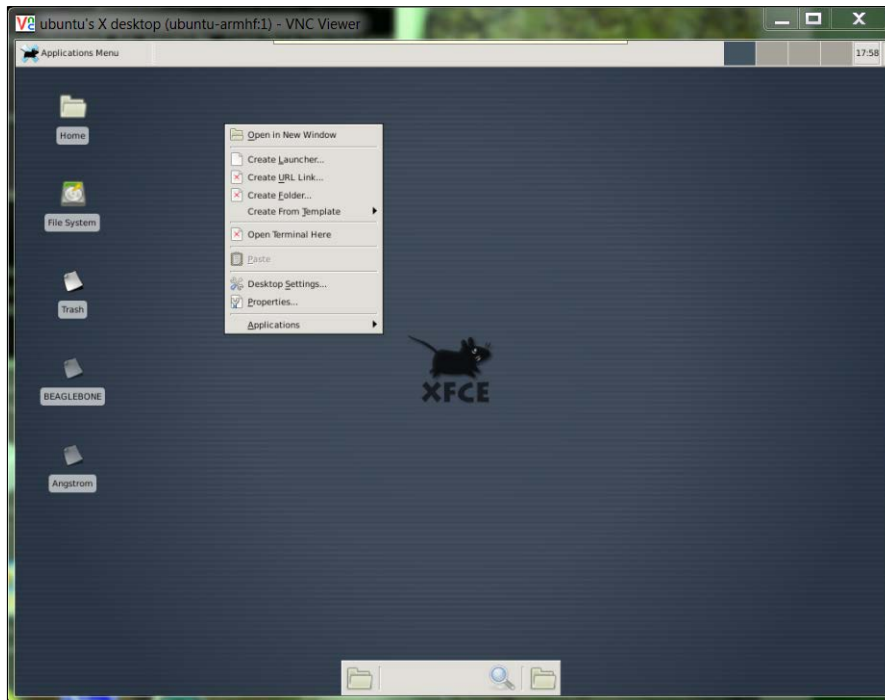 ubuntu's X desktop (ubuntu-armhf:1) - VNC Viewer
Applications Menu
17:58
Home
File System
Trash
BEAGLEBONE
Angstrom
Open in New Window
Create Launcher...
Create URL Link...
Create Folder...
Create From Template
Open Terminal Here
Paste
Desktop Settings...
Properties...
Applications
XFCE